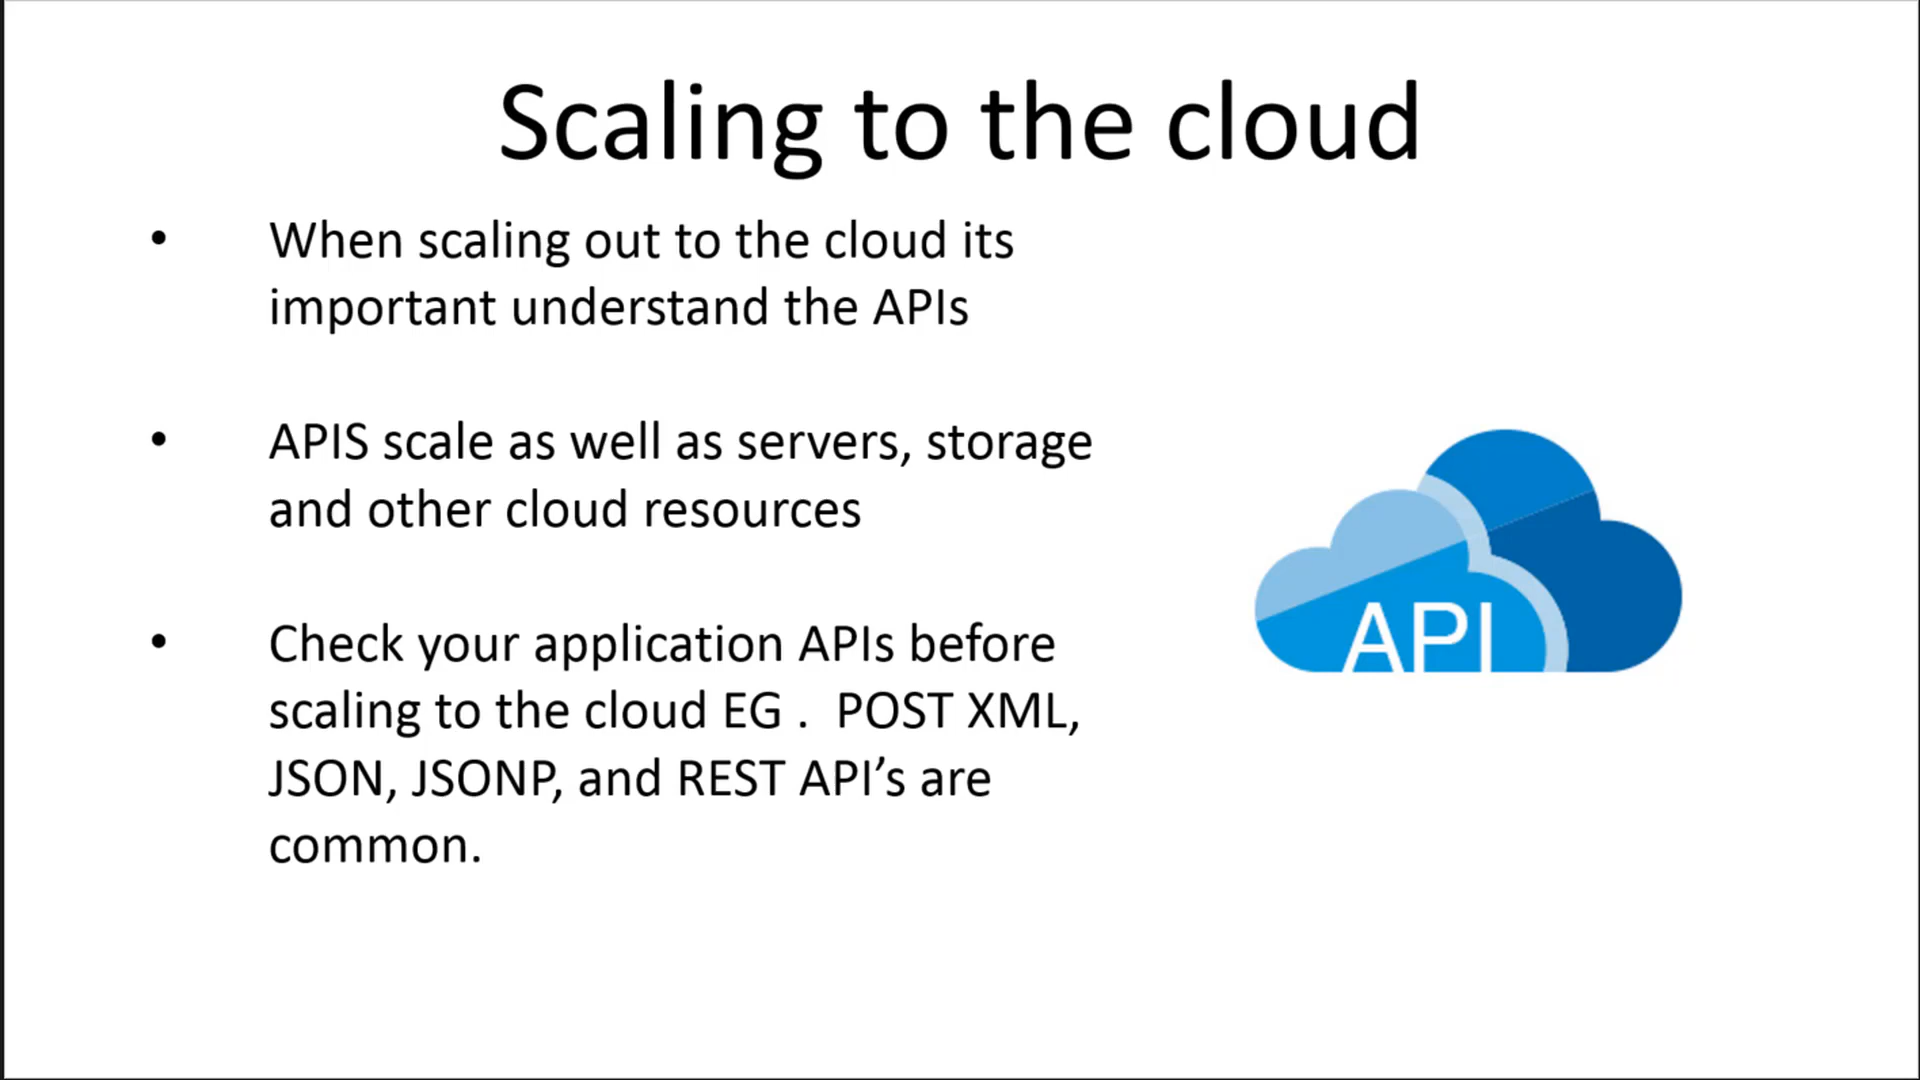 Scaling to the cloud
• When scaling out to the cloud its
important understand the APIs
• APIS scale as well as servers, storage
and other cloud resources
• Check your application APIs before
scaling to the cloud EG .  POST XML,
JSON, JSONP, and REST API’s are
common.
API